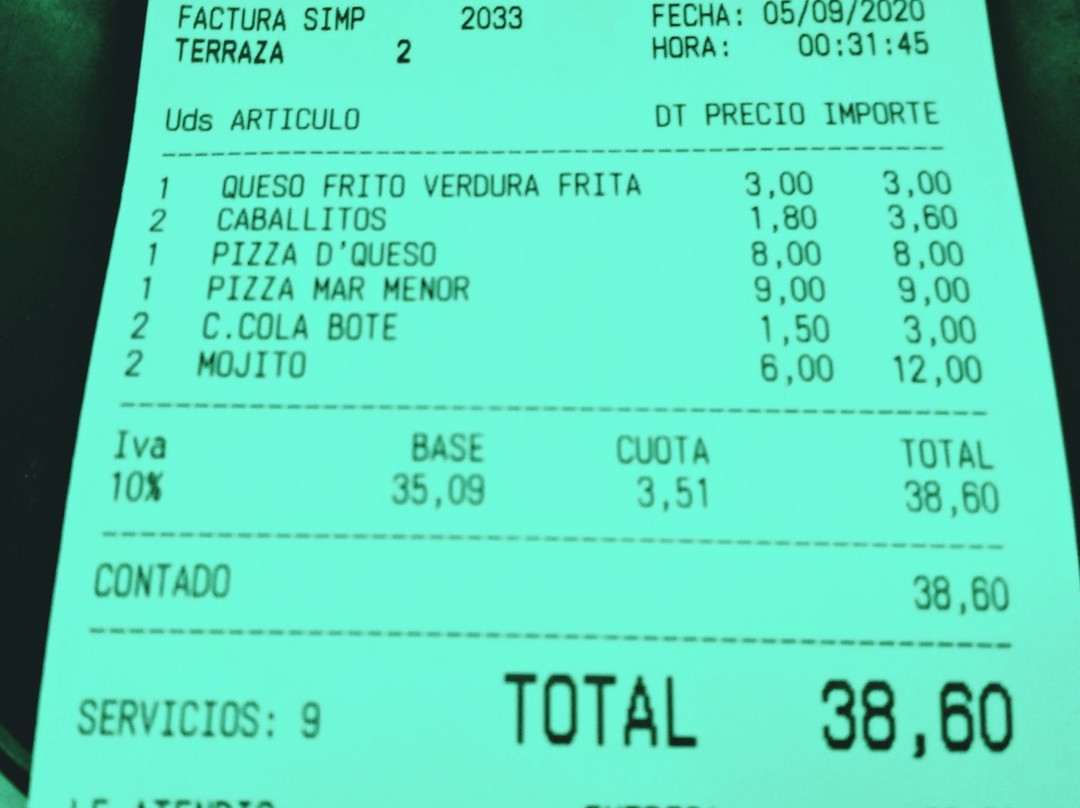 FACTURA SIMP 2033 FECHA: 05/09/2020
TERRAZA 2 HORA: 00:31:45
Uds ARTICULO DT PRECIO IMPORTE
1 QUESO FRITO VERDURA FRITA 3,00 3,00
2 CABALLITOS 1,80 3,60
1 PIZZA D'QUESO 8,00 8,00
1 PIZZA MAR MENOR 9,00 9,00
2 C.COLA BOTE 1,50 3,00
2 MOJITO 6,00 12,00
Iva BASE CUOTA TOTAL
10% 35,09 3,51 38,60
CONTADO 38,60
SERVICIOS: 9 TOTAL 38,60
LE ATENDIO